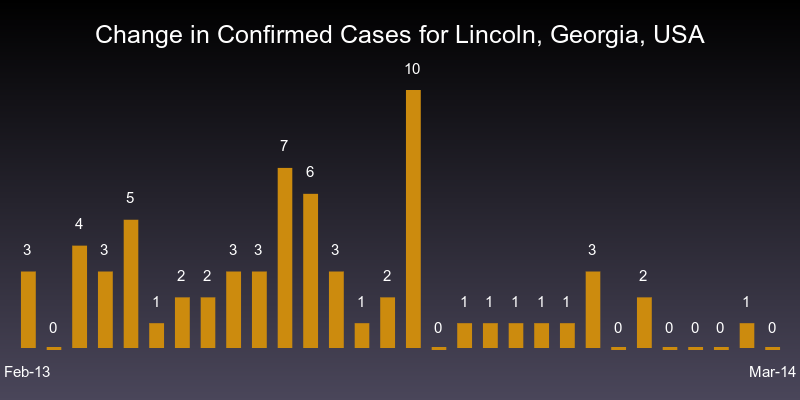 Change in Confirmed Cases for Lincoln, Georgia, USA
3 0 4 3 5 1 2 2 3 3 7 6 3 1 2 10 0 1 1 1 1 1 3 0 2 0 0 0 1 0
Feb-13 Mar-14